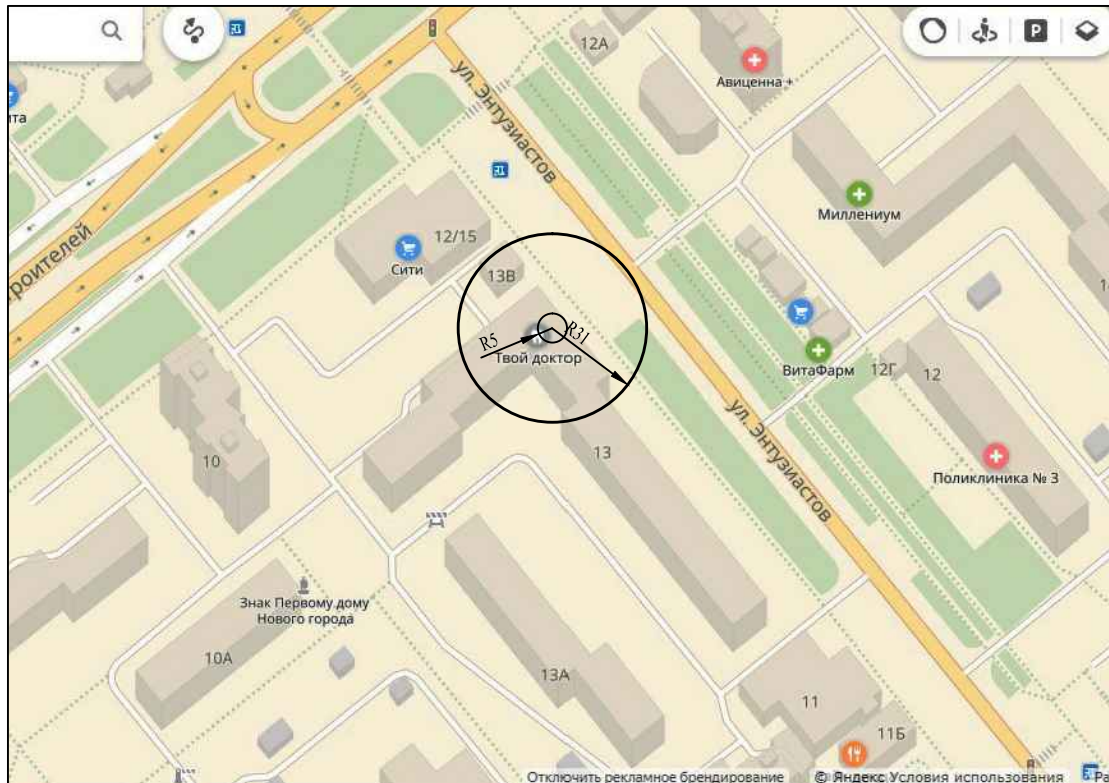 P
12А
Авиценна +
ул. Энтузиастов
ита
Миллениум
12/15
Сити
13В
роителей
R5
R31
Твой доктор
ВитаФарм
12Г
12
ул. Энтузиастов
10
13
Поликлиника № 3
Знак Первому дому
Нового города
10А
13А
11
11Б
Отключить рекламное брендирование
© Яндекс Условия использования